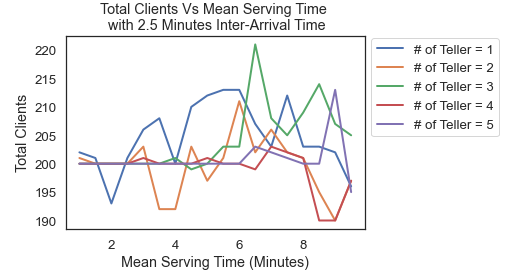 Total Clients Vs Mean Serving Time
with 2.5 Minutes Inter-Arrival Time
220
215
210
205
200
195
190
Total Clients
2
4
6
8
Mean Serving Time (Minutes)
# of Teller = 1
# of Teller = 2
# of Teller = 3
# of Teller = 4
# of Teller = 5